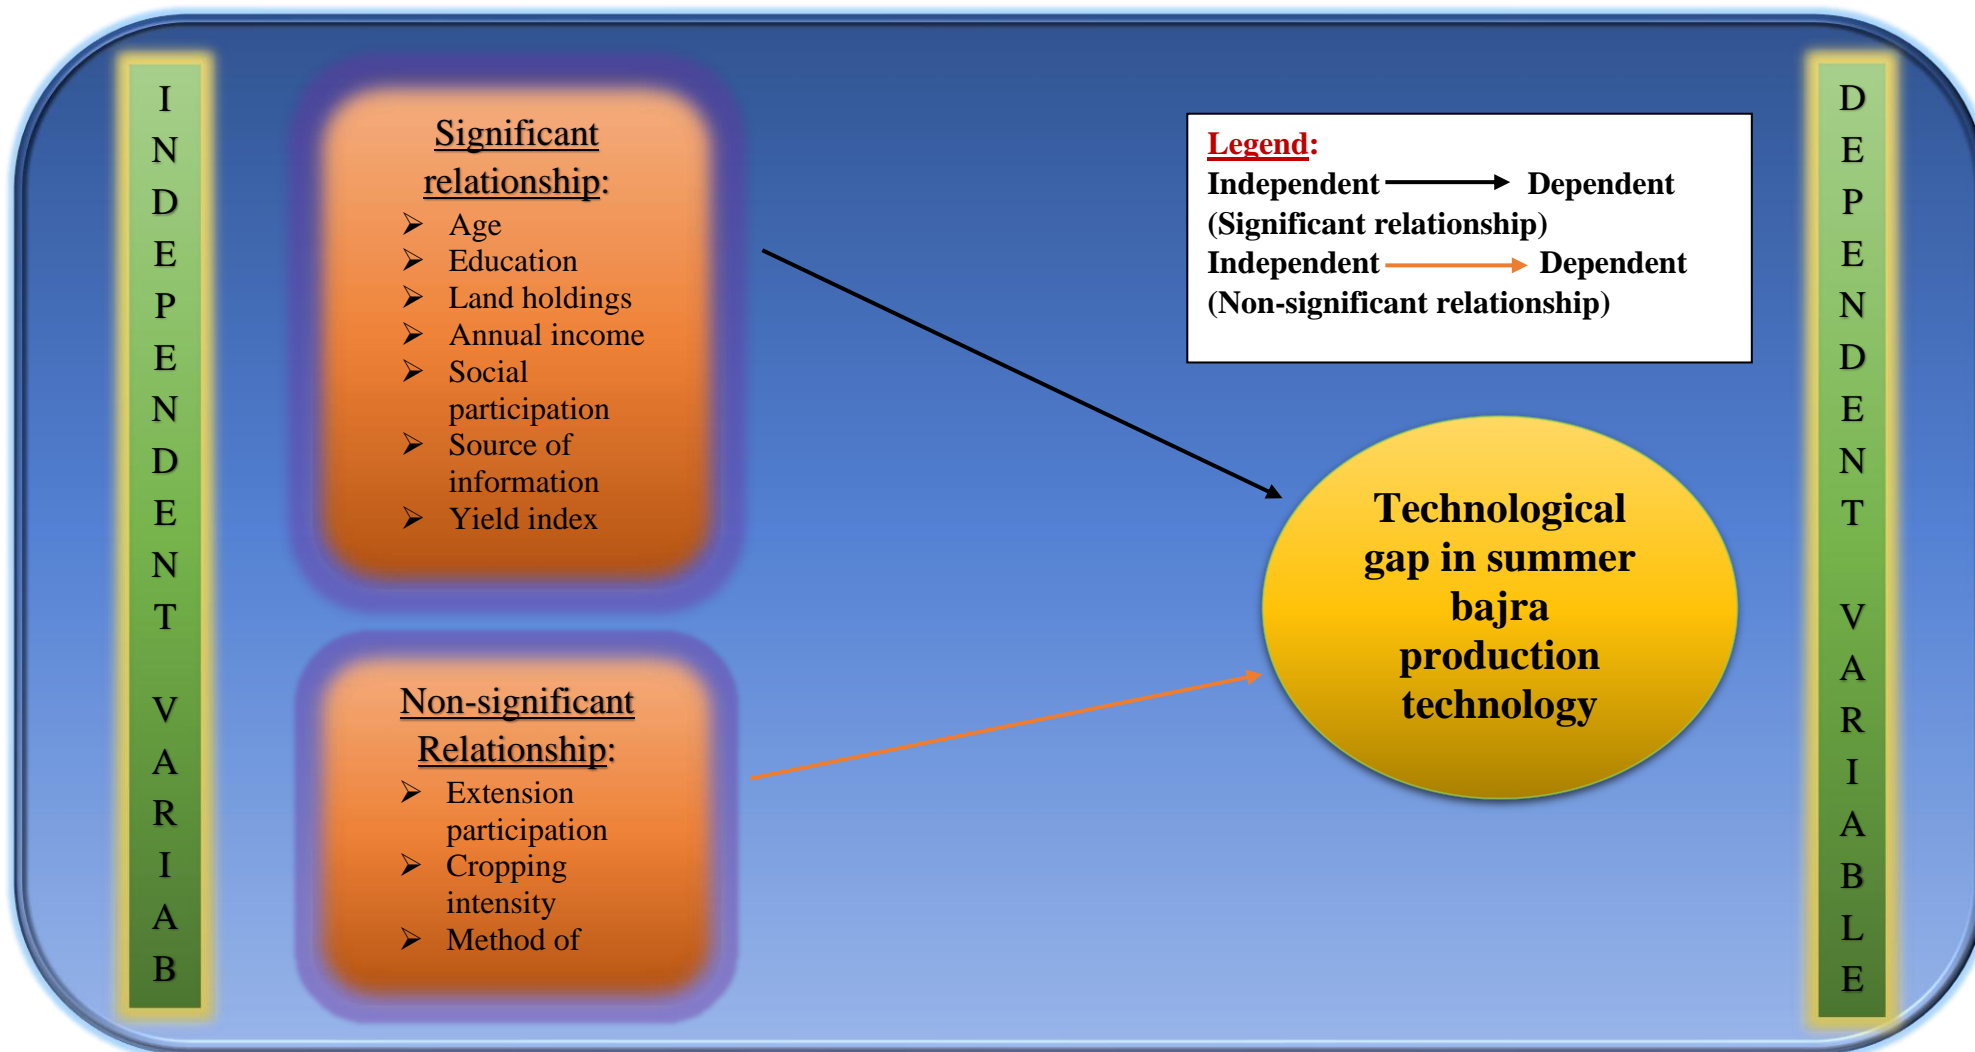 INDEPENDENT VARIAB
Significant
relationship:
➢ Age
➢ Education
➢ Land holdings
➢ Annual income
➢ Social
participation
➢ Source of
information
➢ Yield index
Non-significant
Relationship:
➢ Extension
participation
➢ Cropping
intensity
➢ Method of
Legend:
Independent Dependent
(Significant relationship)
Independent Dependent
(Non-significant relationship)
Technological
gap in summer
bajra
production
technology
DEPENDENT VARIABLE